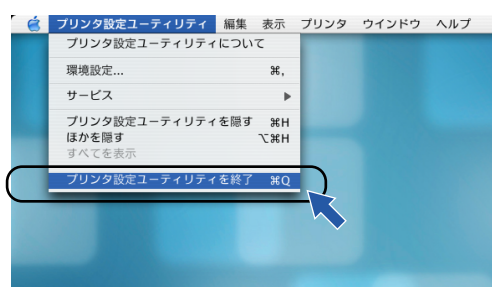 プリンタ設定ユーティリティ 編集 表示 プリンタ ウインドウ ヘルプ
プリンタ設定ユーティリティについて
環境設定... ⌘,
サービス ▶
プリンタ設定ユーティリティを隠す ⌘H
ほかを隠す ⌥⌘H
すべてを表示
プリンタ設定ユーティリティを終了 ⌘Q